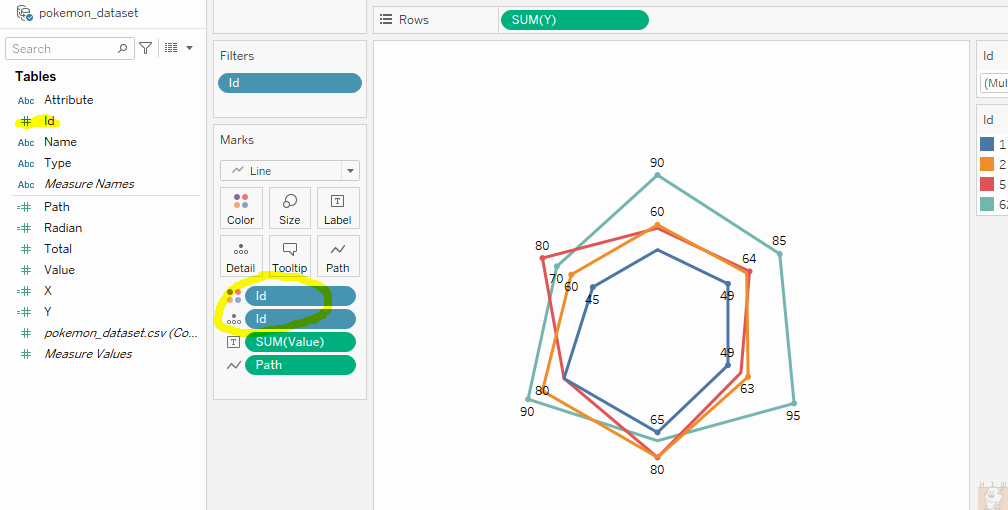 pokemon_dataset
Search
Tables
Abc Attribute
# Id
Abc Name
Abc Type
Abc Measure Names
=# Path
=# Radian
# Total
# Value
=# X
=# Y
# pokemon_dataset.csv (Co...
# Measure Values
Filters
Id
Marks
Line
Color Size Label
Detail Tooltip Path
Id
Id
SUM(Value)
Path
Rows SUM(Y)
90
60
80
85
64
70
60
45
49
49
63
80
90
65
95
80
Id
(Mul
Id
1
2
5